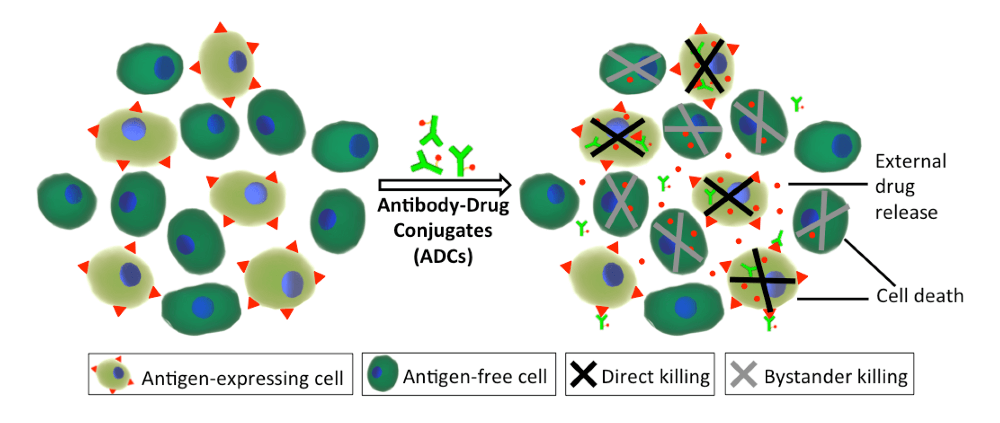 Antibody-Drug
Conjugates
(ADCs)
External
drug
release
Cell death
Antigen-expressing cell
Antigen-free cell
Direct killing
Bystander killing